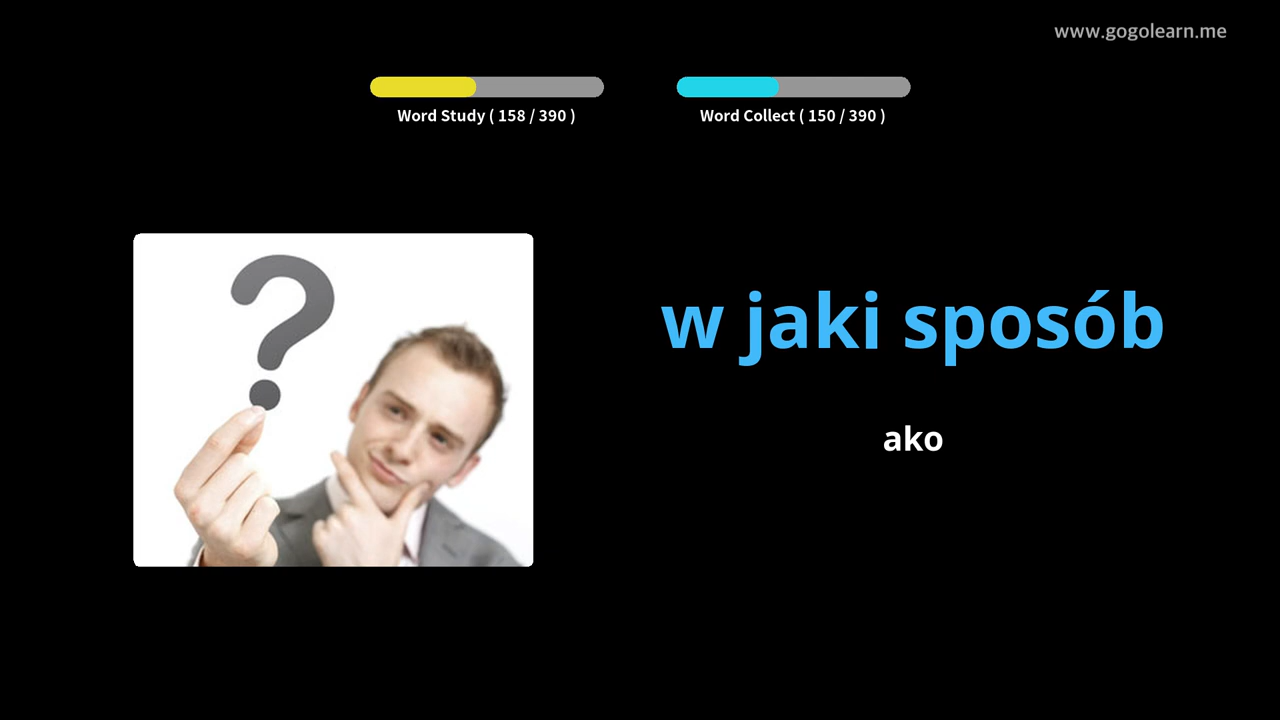 www.gogolearn.me
Word Study ( 158 / 390 )
Word Collect ( 150 / 390 )
?
w jaki sposób
ako